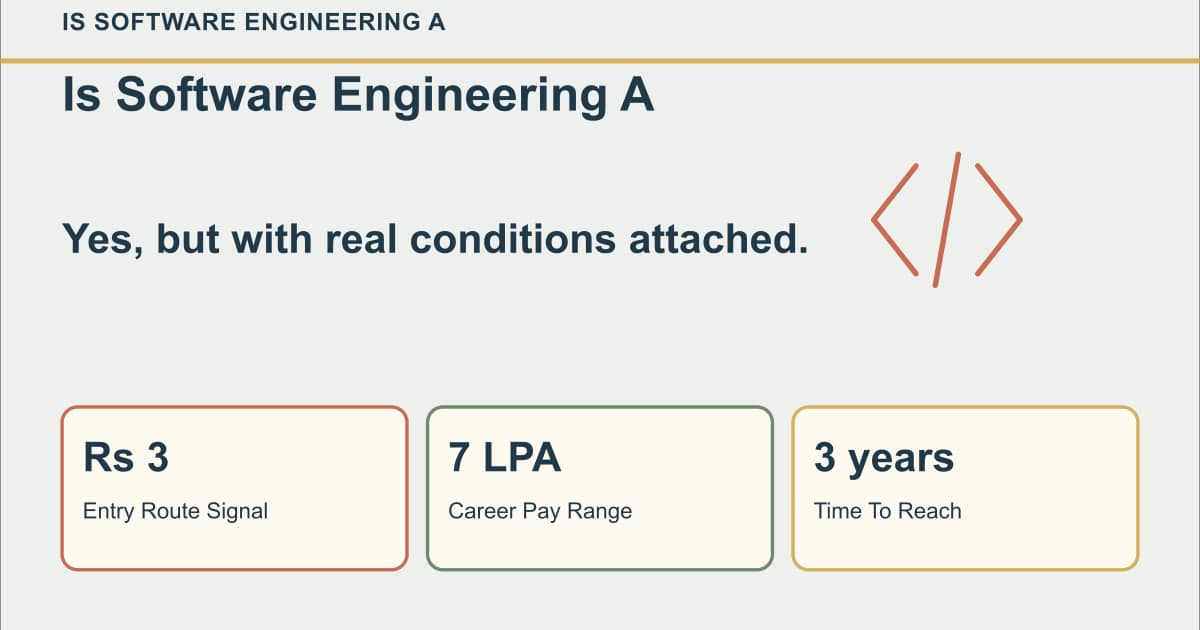 IS SOFTWARE ENGINEERING A
Is Software Engineering A
Yes, but with real conditions attached.
Rs 3
Entry Route Signal
7 LPA
Career Pay Range
3 years
Time To Reach